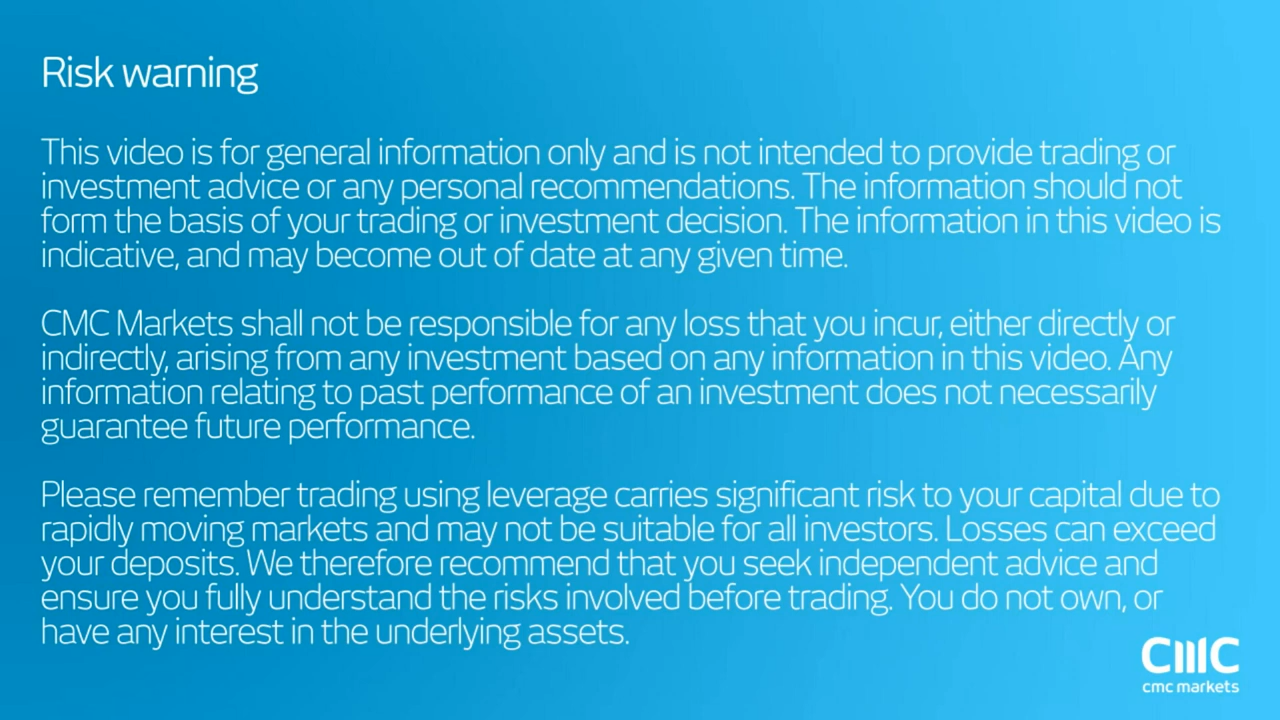 Risk warning
This video is for general information only and is not intended to provide trading or
investment advice or any personal recommendations. The information should not
form the basis of your trading or investment decision. The information in this video is
indicative, and may become out of date at any given time.
CMC Markets shall not be responsible for any loss that you incur, either directly or
indirectly, arising from any investment based on any information in this video. Any
information relating to past performance of an investment does not necessarily
guarantee future performance.
Please remember trading using leverage carries significant risk to your capital due to
rapidly moving markets and may not be suitable for all investors. Losses can exceed
your deposits. We therefore recommend that you seek independent advice and
ensure you fully understand the risks involved before trading. You do not own, or
have any interest in the underlying assets.
CMC
cmc markets